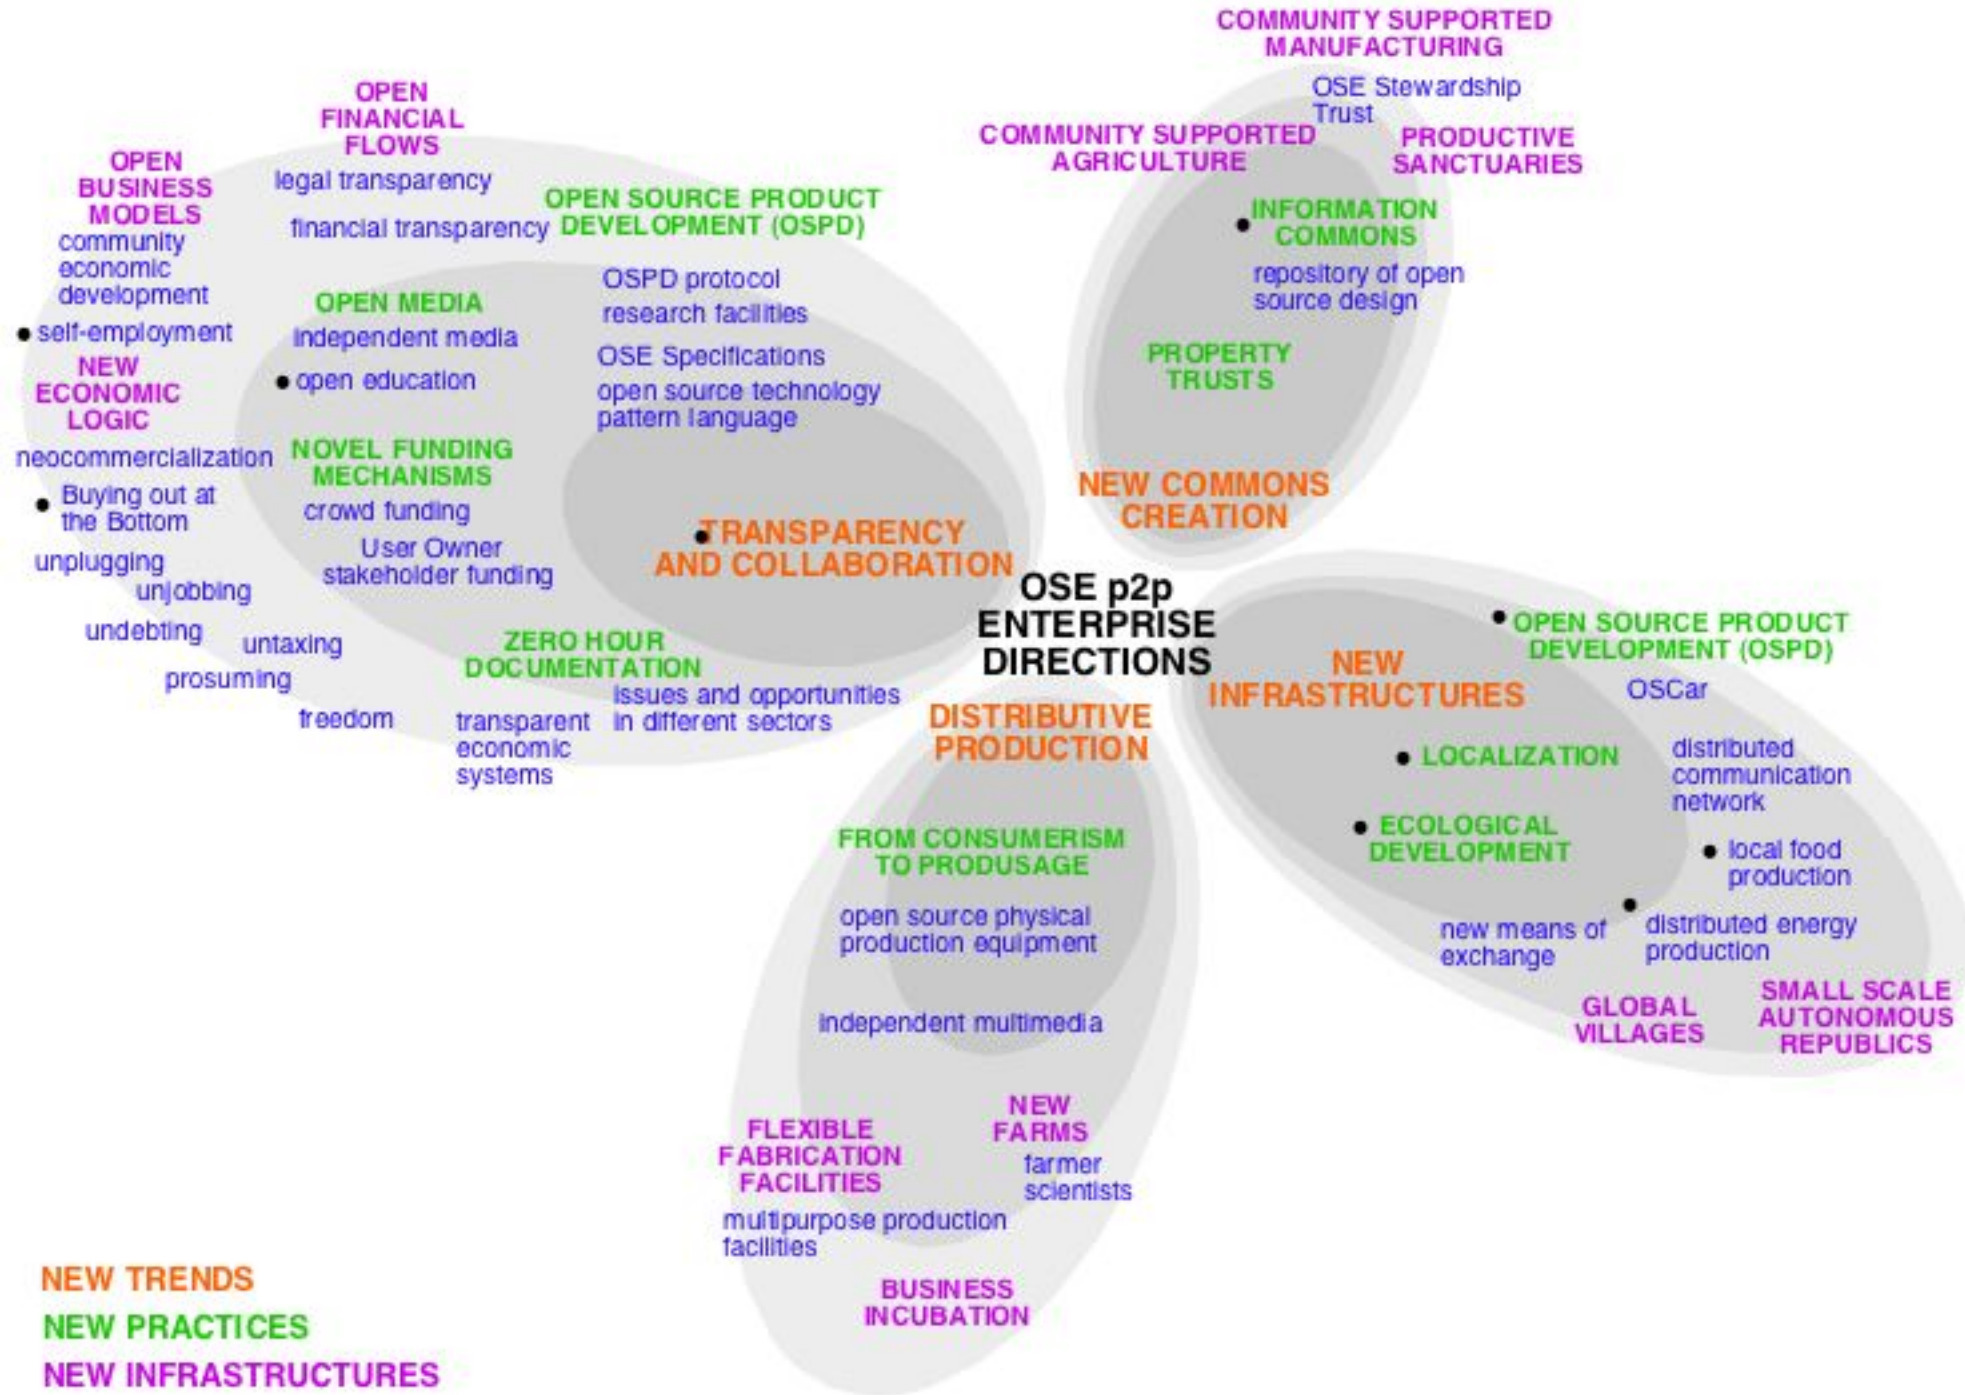 COMMUNITY SUPPORTED
MANUFACTURING
OSE Stewardship
Trust
COMMUNITY SUPPORTED
AGRICULTURE
PRODUCTIVE
SANCTUARIES
INFORMATION
COMMONS
repository of open
source design
PROPERTY
TRUSTS
NEW COMMONS
CREATION
OPEN
FINANCIAL
FLOWS
legal transparency
financial transparency
OPEN
BUSINESS
MODELS
community
economic
development
self-employment
NEW
ECONOMIC
LOGIC
neocommercialization
Buying out at
the Bottom
unplugging
unjobbing
undebting
untaxing
prosuming
freedom
OPEN SOURCE PRODUCT
DEVELOPMENT (OSPD)
OSPD protocol
research facilities
OSE Specifications
open source technology
pattern language
OPEN MEDIA
independent media
open education
NOVEL FUNDING
MECHANISMS
crowd funding
User Owner
stakeholder funding
TRANSPARENCY
AND COLLABORATION
ZERO HOUR
DOCUMENTATION
issues and opportunities
in different sectors
transparent
economic
systems
OSE p2p
ENTERPRISE
DIRECTIONS
NEW
INFRASTRUCTURES
OPEN SOURCE PRODUCT
DEVELOPMENT (OSPD)
OSCar
LOCALIZATION
distributed
communication
network
ECOLOGICAL
DEVELOPMENT
local food
production
new means of
exchange
distributed energy
production
GLOBAL
VILLAGES
SMALL SCALE
AUTONOMOUS
REPUBLICS
DISTRIBUTIVE
PRODUCTION
FROM CONSUMERISM
TO PRODUSAGE
open source physical
production equipment
independent multimedia
NEW
FARMS
farmer
scientists
FLEXIBLE
FABRICATION
FACILITIES
multipurpose production
facilities
BUSINESS
INCUBATION
NEW TRENDS
NEW PRACTICES
NEW INFRASTRUCTURES